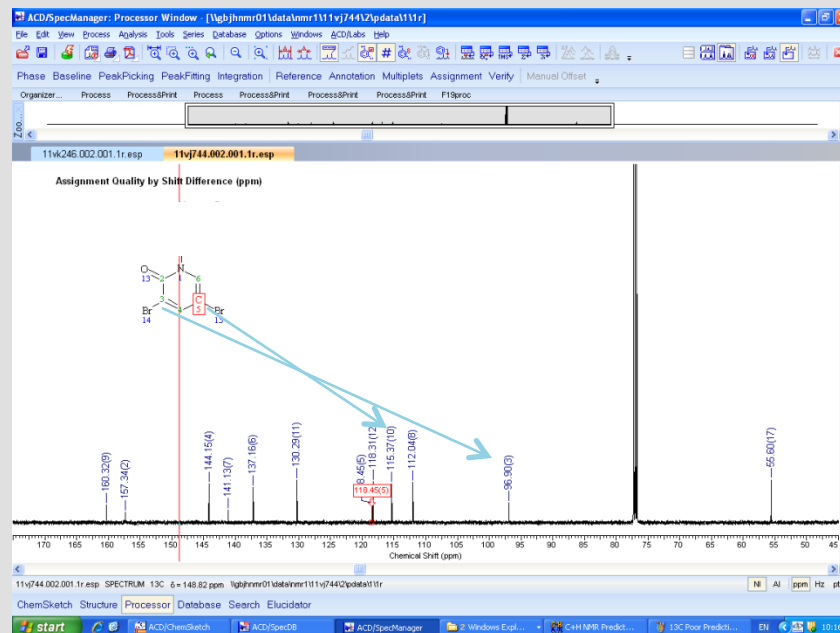 ACD/SpecManager: Processor Window - [\\gbjhnmr01\data\nmr1\11vj744\2\pdata\1\1r]
File Edit View Process Analysis Tools Series Database Options Windows ACD/Labs Help
Phase Baseline PeakPicking PeakFitting Integration Reference Annotation Multiplets Assignment Verify Manual Offset
Organizer... Process Process&Print Process Process&Print Process&Print Process&Print F19proc
Zoo...
11vk246.002.001.1r.esp 11vj744.002.001.1r.esp
Assignment Quality by Shift Difference (ppm)
O N
13 2 1 6
3 C
Br 4 5 Br
14 15
160.32(9)
157.34(2)
144.15(4)
141.13(7)
137.16(6)
130.29(11)
8.45(5)
118.31(12
115.37(10)
112.04(8)
96.90(3)
55.60(17)
118.45(5)
170 165 160 155 150 145 140 135 130 125 120 115 110 105 100 95 90 85 80 75 70 65 60 55 50 45
Chemical Shift (ppm)
11vj744.002.001.1r.esp SPECTRUM 13C δ = 148.82 ppm \\gbjhnmr01\data\nmr1\11vj744\2\pdata\1\1r NI AI ppm Hz pt
ChemSketch Structure Processor Database Search Elucidator
start ACD/ChemSketch ACD/SpecDB ACD/SpecManager 2 Windows Expl... C+H NMR Predict... 13C Poor Predicti... EN